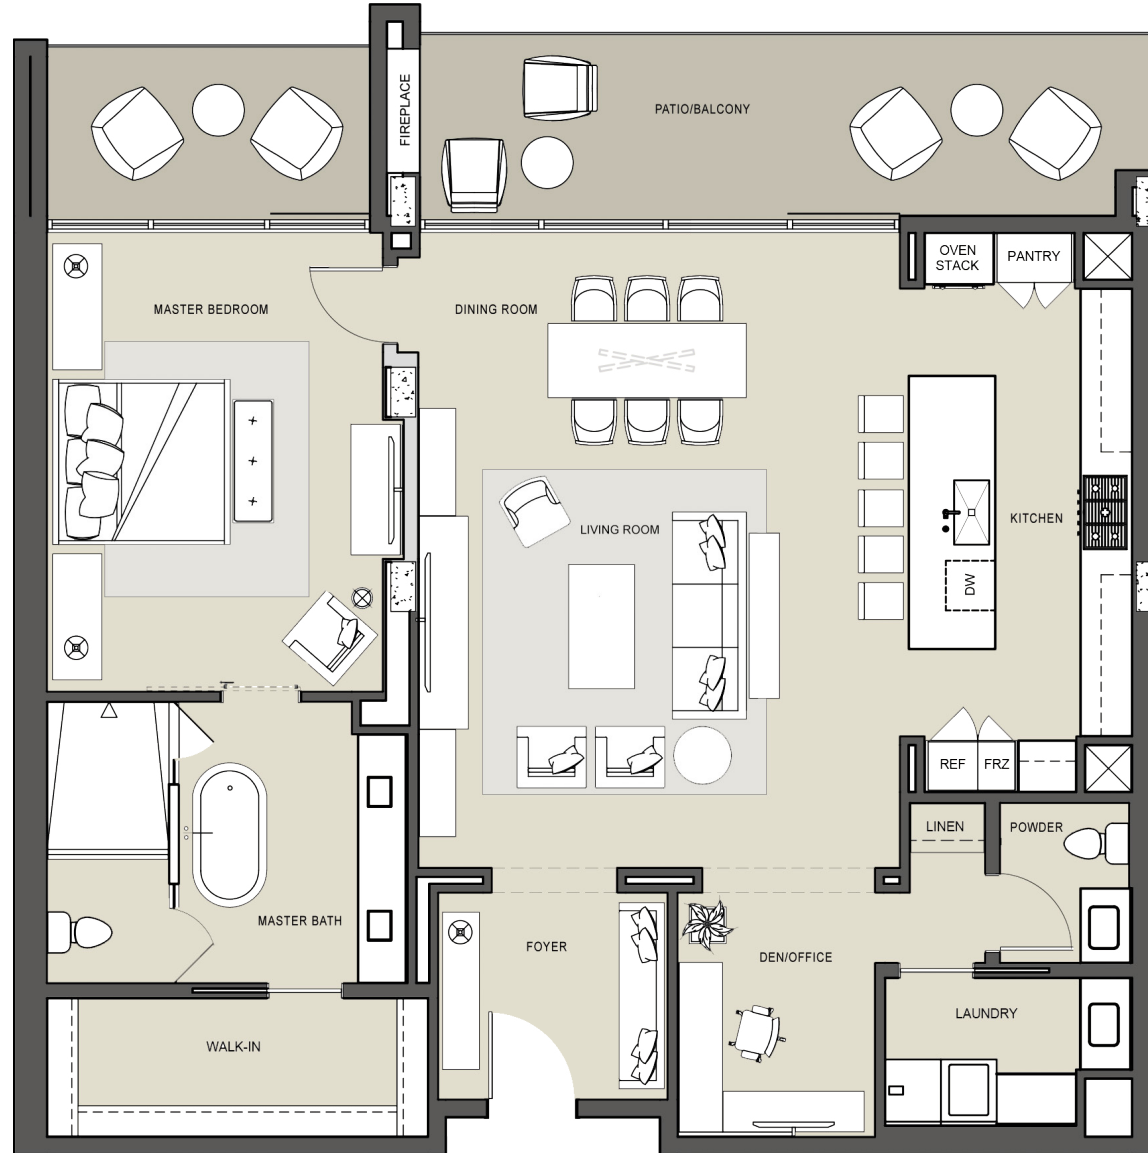 FIREPLACE
PATIO/BALCONY
OVEN
STACK
PANTRY
MASTER BEDROOM
DINING ROOM
KITCHEN
LIVING ROOM
DW
REF
FRZ
LINEN
POWDER
MASTER BATH
FOYER
DEN/OFFICE
LAUNDRY
WALK-IN